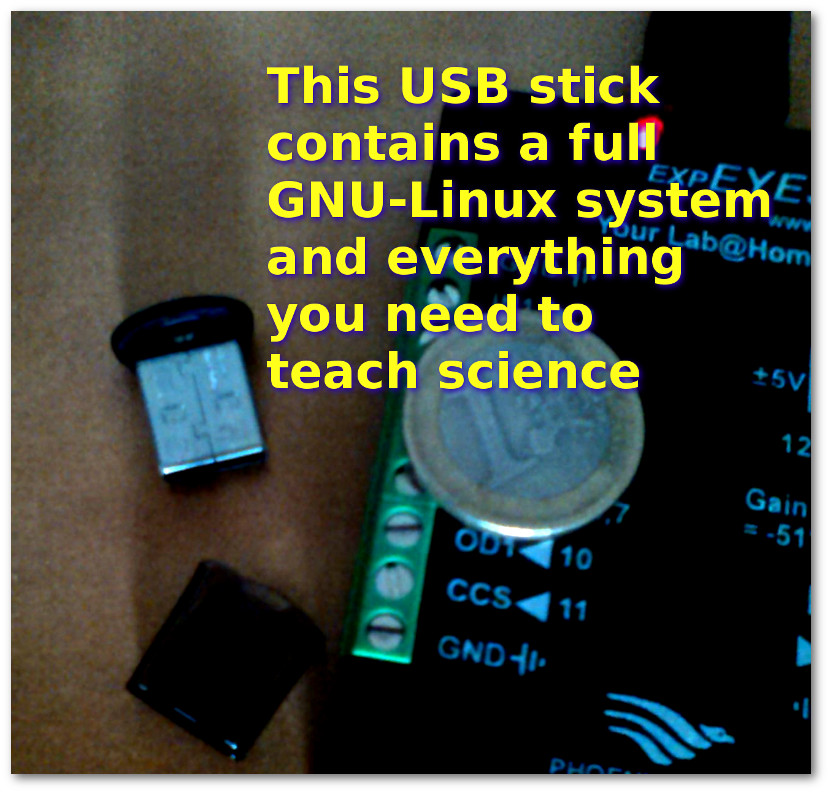 This USB stick
contains a full
GNU-Linux system
and everything
you need to
teach science
EXPEYES
www
Your Lab@Hom
±5V
12
Gain
= -51
.7
OD1 10
CCS 11
GND
PHOEN